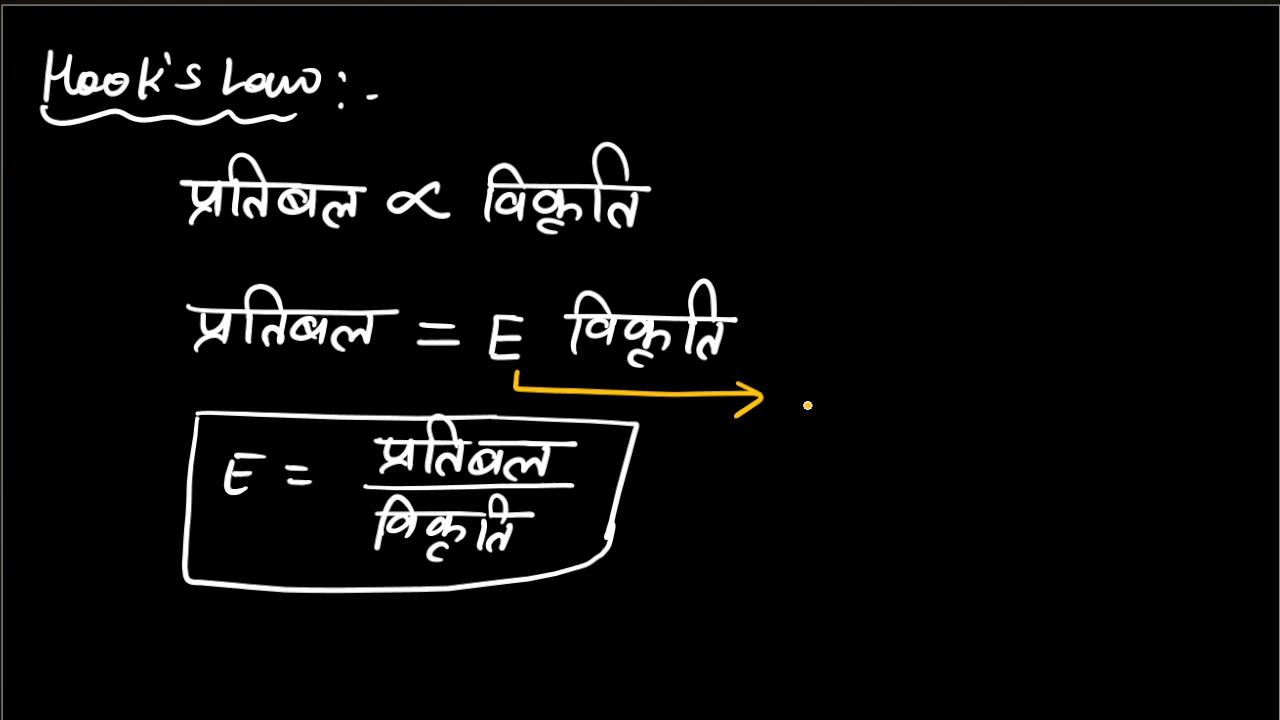 Hook's Law:-
प्रतिबल ∝ विकृति
प्रतिबल = E विकृति
E = प्रतिबल
विकृति